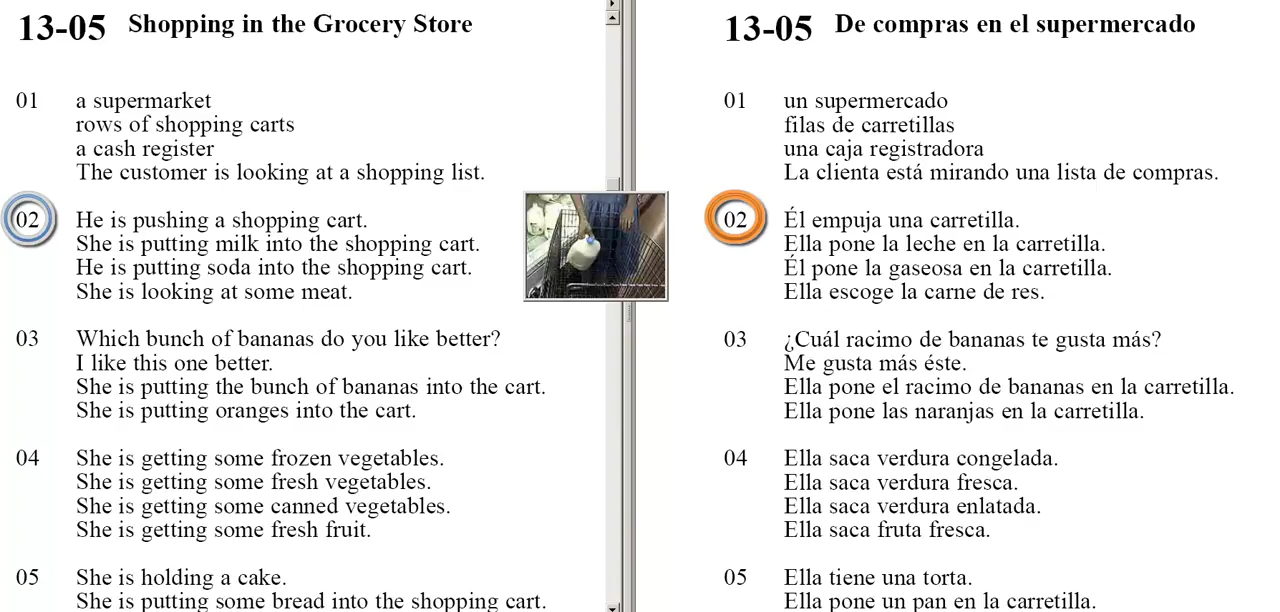 13-05 Shopping in the Grocery Store
01 a supermarket
rows of shopping carts
a cash register
The customer is looking at a shopping list.
02 He is pushing a shopping cart.
She is putting milk into the shopping cart.
He is putting soda into the shopping cart.
She is looking at some meat.
03 Which bunch of bananas do you like better?
I like this one better.
She is putting the bunch of bananas into the cart.
She is putting oranges into the cart.
04 She is getting some frozen vegetables.
She is getting some fresh vegetables.
She is getting some canned vegetables.
She is getting some fresh fruit.
05 She is holding a cake.
She is putting some bread into the shopping cart.
13-05 De compras en el supermercado
01 un supermercado
filas de carretillas
una caja registradora
La clienta está mirando una lista de compras.
02 Él empuja una carretilla.
Ella pone la leche en la carretilla.
Él pone la gaseosa en la carretilla.
Ella escoge la carne de res.
03 ¿Cuál racimo de bananas te gusta más?
Me gusta más éste.
Ella pone el racimo de bananas en la carretilla.
Ella pone las naranjas en la carretilla.
04 Ella saca verdura congelada.
Ella saca verdura fresca.
Ella saca verdura enlatada.
Ella saca fruta fresca.
05 Ella tiene una torta.
Ella pone un pan en la carretilla.